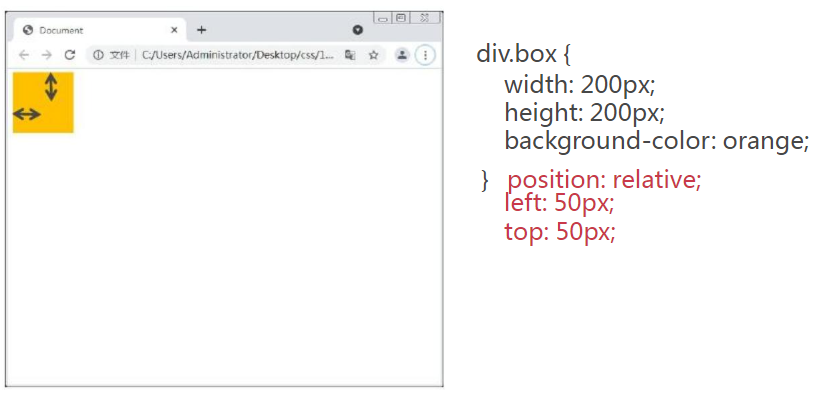 Document
文件 C:/Users/Administrator/Desktop/css/1...
div.box {
width: 200px;
height: 200px;
background-color: orange;
} position: relative;
left: 50px;
top: 50px;